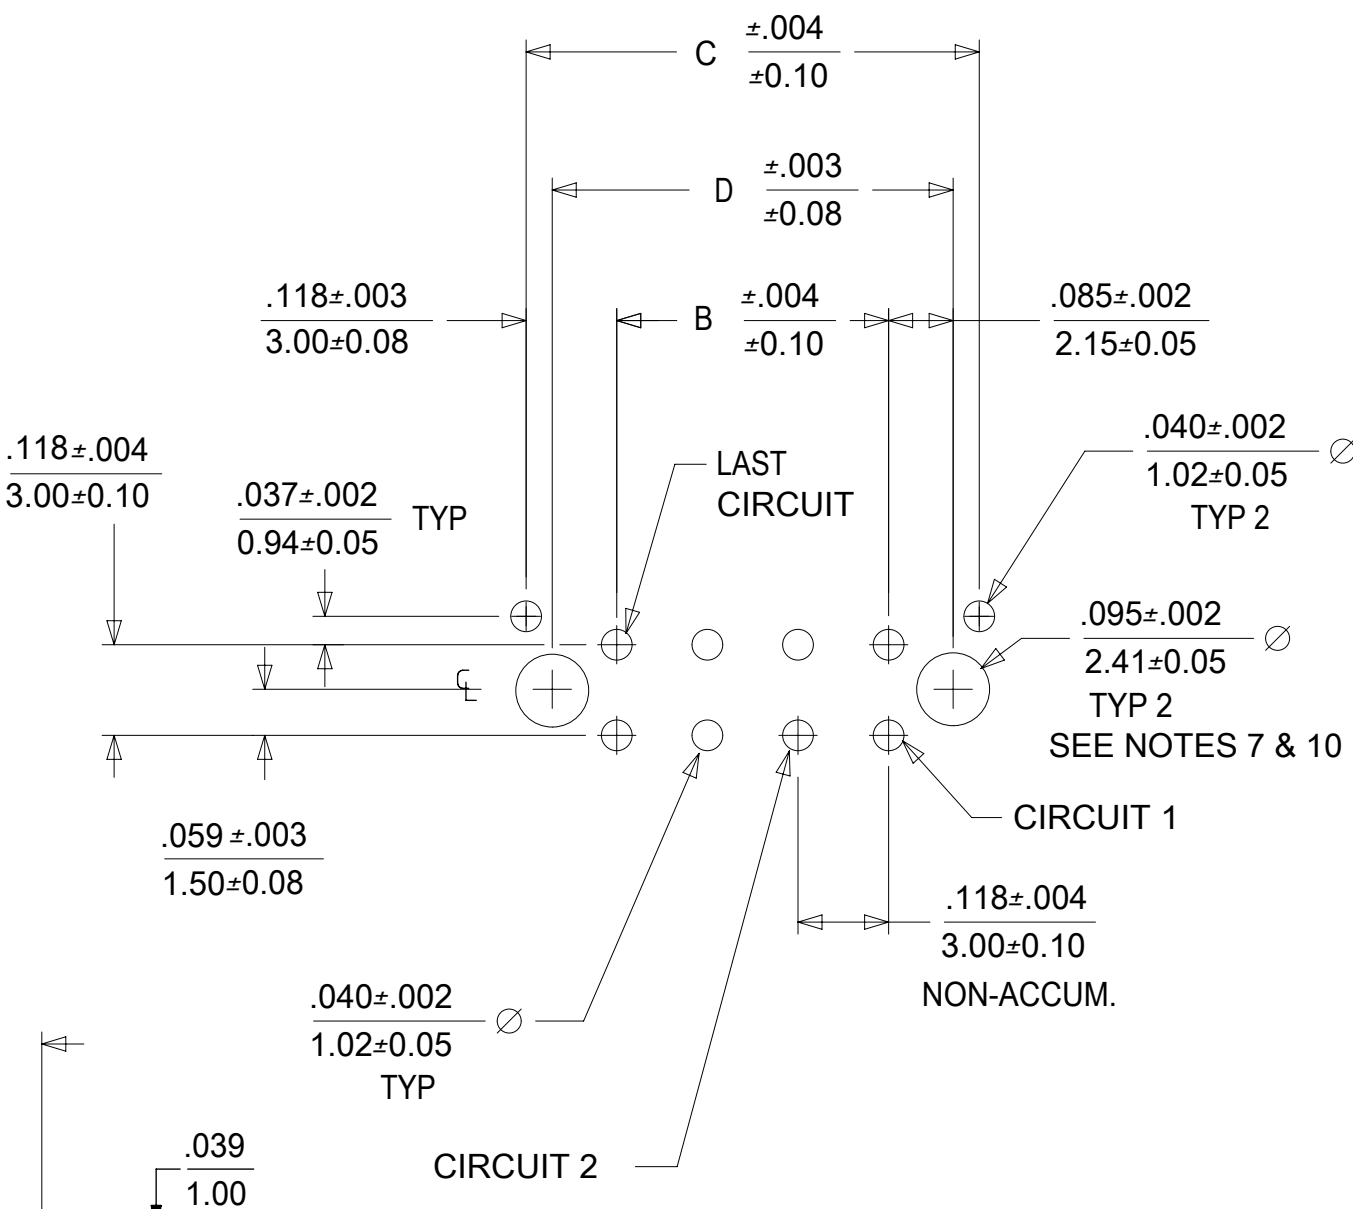 ±.004
C
±0.10
±.003
D
±0.08
.118±.003
3.00±0.08
±.004
B
±0.10
.085±.002
2.15±0.05
.118±.004
3.00±0.10
.037±.002
0.94±0.05
TYP
LAST
CIRCUIT
.040±.002
1.02±0.05
⌀
TYP 2
.095±.002
2.41±0.05
⌀
TYP 2
SEE NOTES 7 & 10
℄
CIRCUIT 1
.059±.003
1.50±0.08
.118±.004
3.00±0.10
NON-ACCUM.
.040±.002
1.02±0.05
⌀
TYP
CIRCUIT 2
.039
1.00